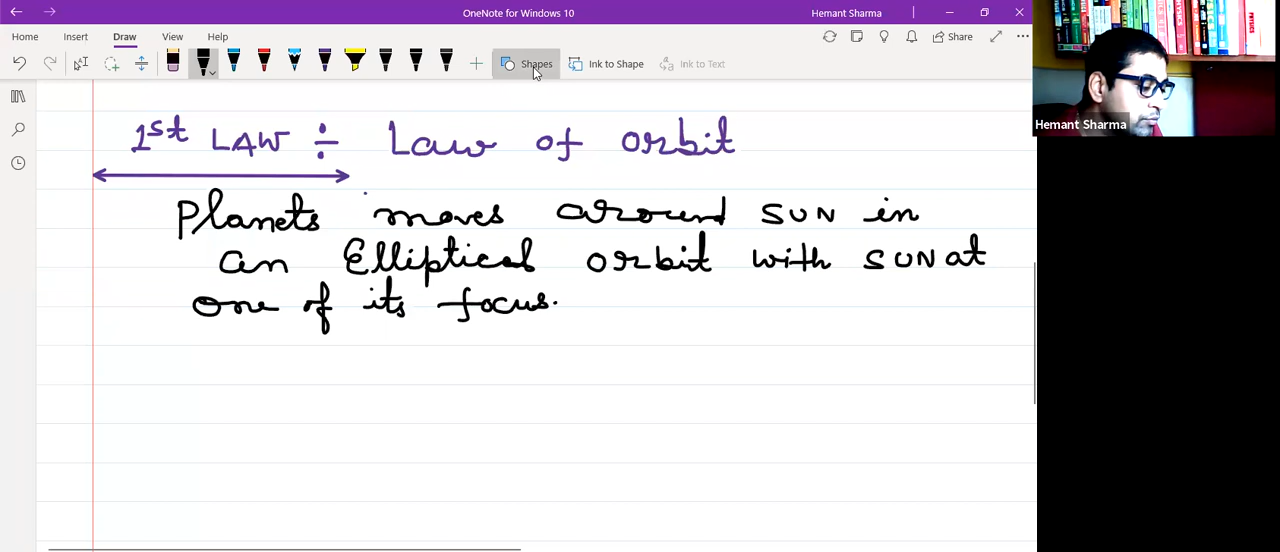 OneNote for Windows 10
Hemant Sharma
Home Insert Draw View Help
Share
Shapes
Ink to Shape
Ink to Text
Hemant Sharma
1st LAW ÷ Law of orbit
Planets moves around SUN in
an Elliptical orbit with SUN at
one of its focus.